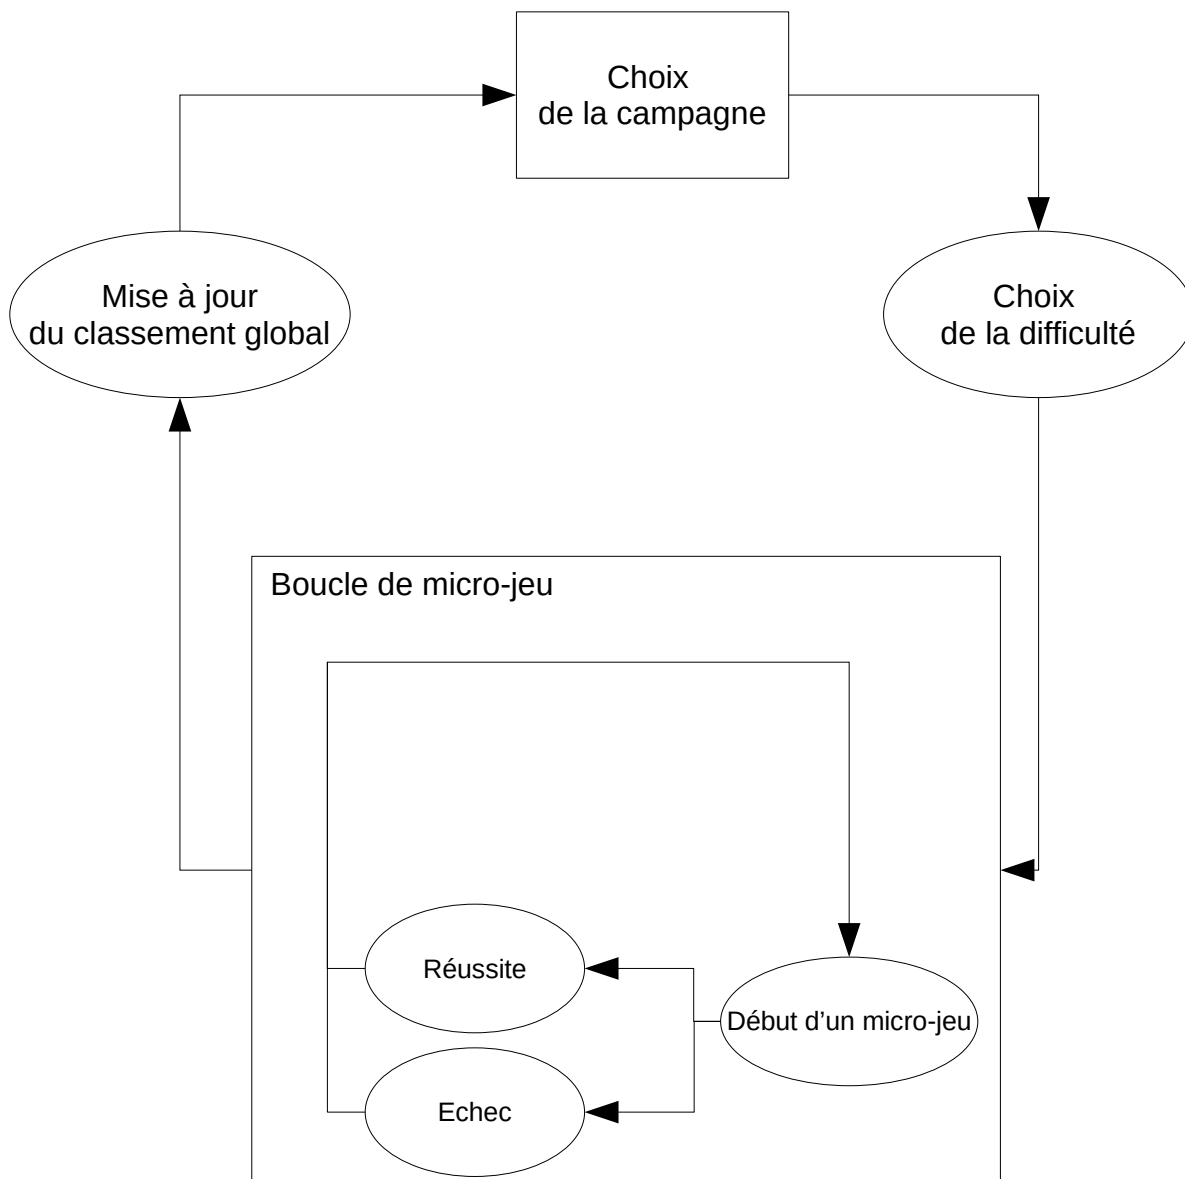 Choix
de la campagne
Mise à jour
du classement global
Choix
de la difficulté
Boucle de micro-jeu
Réussite
Début d’un micro-jeu
Echec